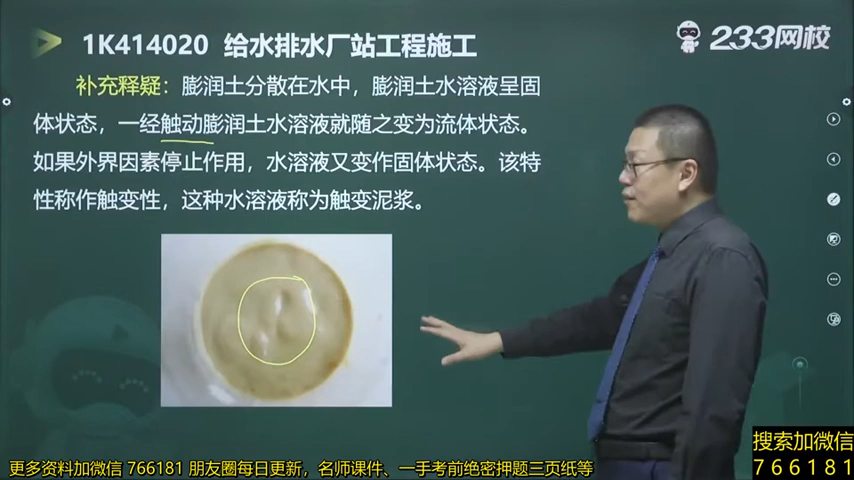 1K414020 给水排水厂站工程施工
233网校
补充释疑：膨润土分散在水中，膨润土水溶液呈固
体状态，一经触动膨润土水溶液就随之变为流体状态。
如果外界因素停止作用，水溶液又变作固体状态。该特
性称作触变性，这种水溶液称为触变泥浆。
搜索加微信
766181
更多资料加微信 766181 朋友圈每日更新，名师课件、一手考前绝密押题三页纸等